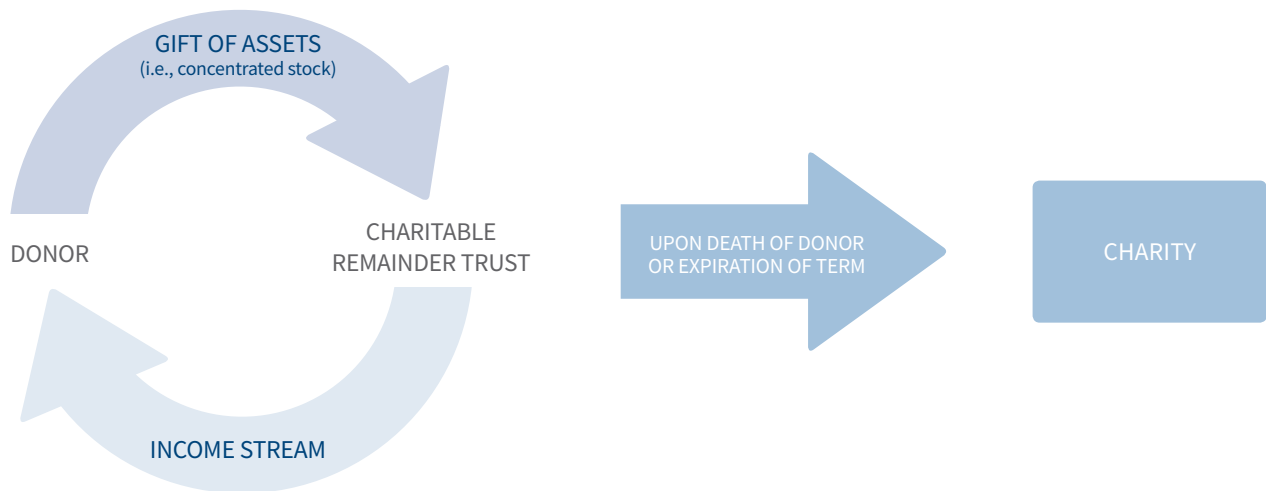 GIFT OF ASSETS
(i.e., concentrated stock)
DONOR
CHARITABLE
REMAINDER TRUST
INCOME STREAM
UPON DEATH OF DONOR
OR EXPIRATION OF TERM
CHARITY